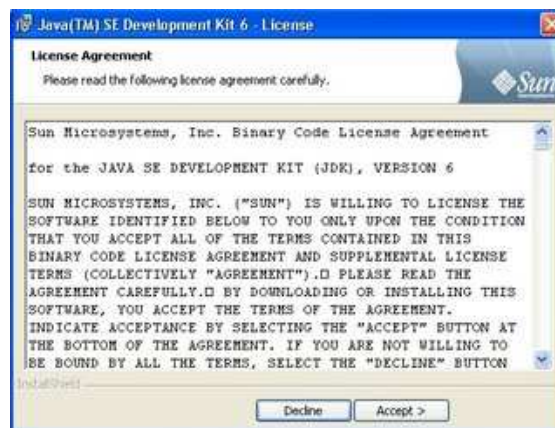 Java(TM) SE Development Kit 6 - License
License Agreement
Please read the following license agreement carefully.
Sun
Sun Microsystems, Inc. Binary Code License Agreement
for the JAVA SE DEVELOPMENT KIT (JDK), VERSION 6
SUN MICROSYSTEMS, INC. ("SUN") IS WILLING TO LICENSE THE
SOFTWARE IDENTIFIED BELOW TO YOU ONLY UPON THE CONDITION
THAT YOU ACCEPT ALL OF THE TERMS CONTAINED IN THIS
BINARY CODE LICENSE AGREEMENT AND SUPPLEMENTAL LICENSE
TERMS (COLLECTIVELY "AGREEMENT").□ PLEASE READ THE
AGREEMENT CAREFULLY.□ BY DOWNLOADING OR INSTALLING THIS
SOFTWARE, YOU ACCEPT THE TERMS OF THE AGREEMENT.
INDICATE ACCEPTANCE BY SELECTING THE "ACCEPT" BUTTON AT
THE BOTTOM OF THE AGREEMENT. IF YOU ARE NOT WILLING TO
BE BOUND BY ALL THE TERMS, SELECT THE "DECLINE" BUTTON
InstallShield
Decline
Accept >